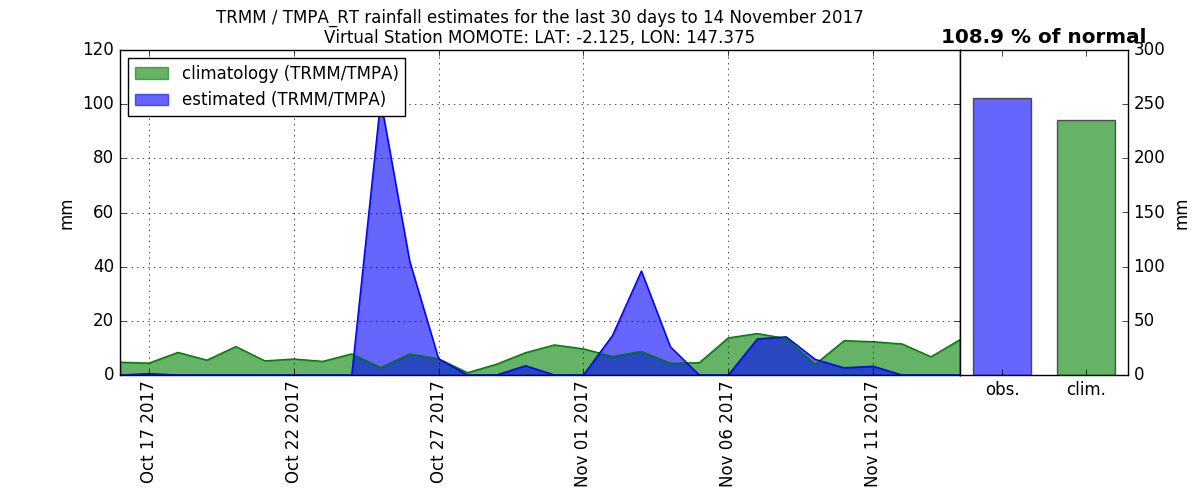 TRMM / TMPA_RT rainfall estimates for the last 30 days to 14 November 2017
Virtual Station MOMOTE: LAT: -2.125, LON: 147.375
108.9 % of normal
climatology (TRMM/TMPA)
estimated (TRMM/TMPA)
mm
120
100
80
60
40
20
0
Oct 17 2017
Oct 22 2017
Oct 27 2017
Nov 01 2017
Nov 06 2017
Nov 11 2017
300
250
200
150
100
50
0
mm
obs.
clim.